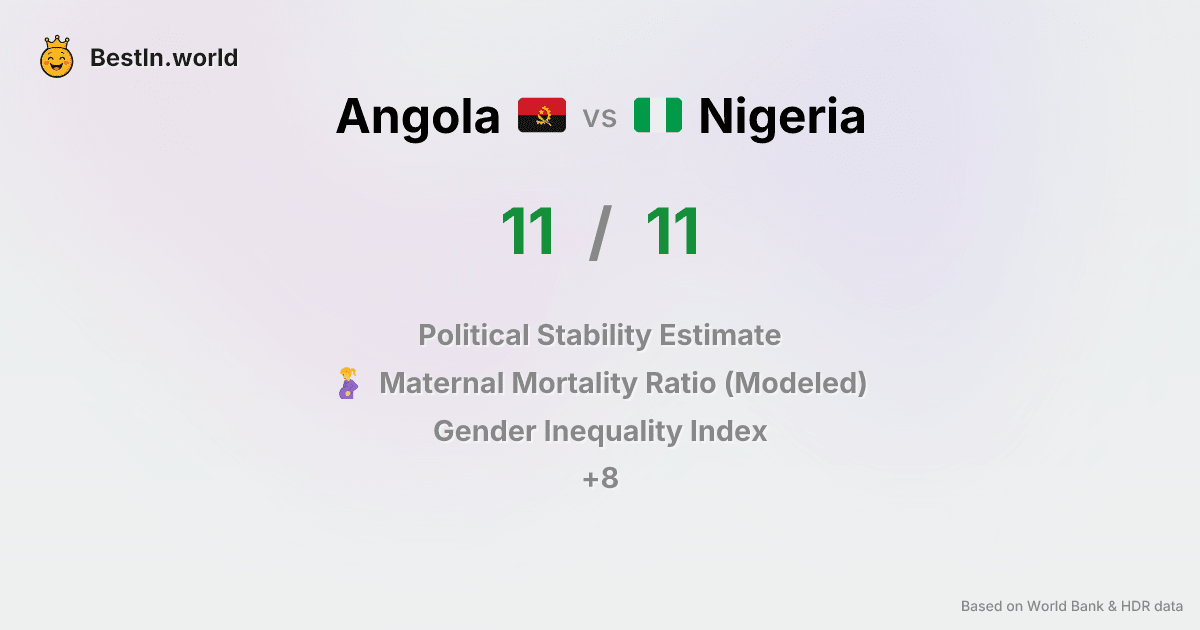 BestIn.world
Angola vs Nigeria
11 / 11
Political Stability Estimate
Maternal Mortality Ratio (Modeled)
Gender Inequality Index
+8
Based on World Bank & HDR data